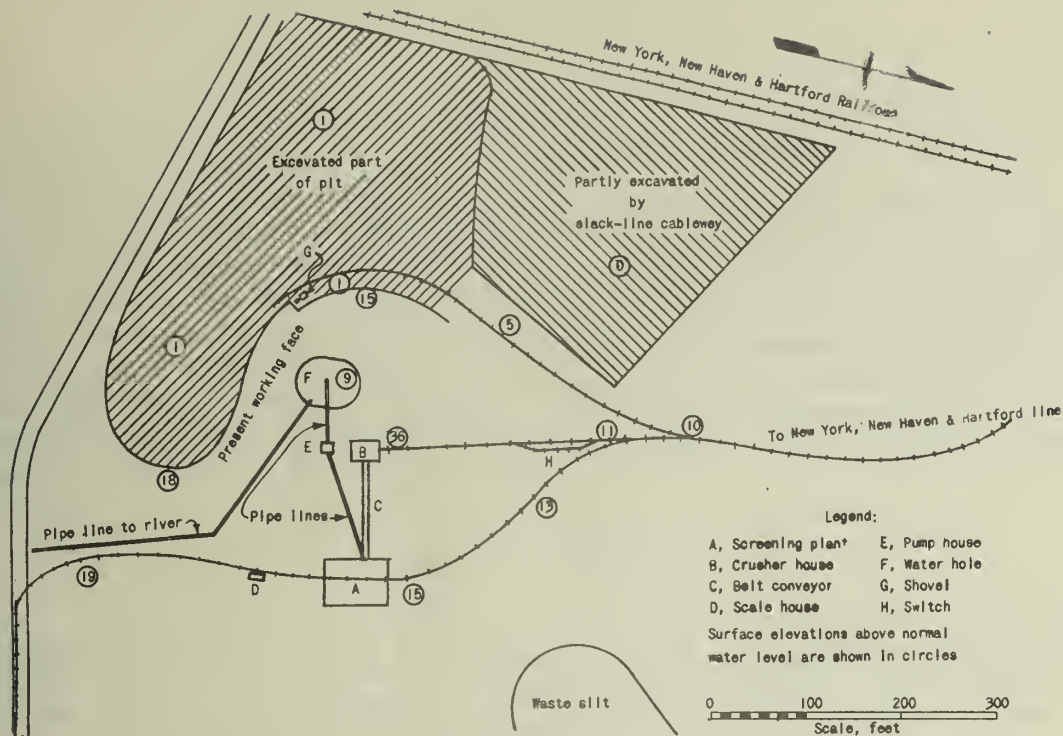 New York, New Haven & Hartford Railroad
1
Excavated part
of pit
Partly excavated
by
slack-line cableway
0
G
1
15
5
1
Present working face
F
9
36
11
10
To New York, New Haven & Hartford line
E
B
H
18
C
13
Pipe line to river
Pipe lines
19
D
A
15
Legend:
A, Screening plant
B, Crusher house
C, Belt conveyor
D, Scale house
E, Pump house
F, Water hole
G, Shovel
H, Switch
Surface elevations above normal
water level are shown in circles
Waste silt
0 100 200 300
Scale, feet